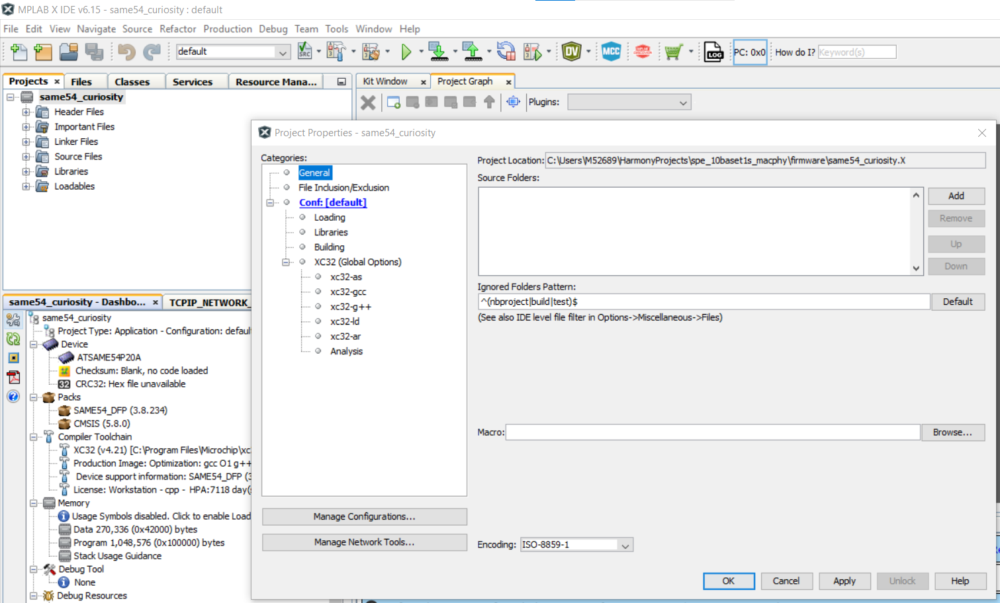 MPLAB X IDE v6.15 - same54_curiosity : default
File Edit View Navigate Source Refactor Production Debug Team Tools Window Help
default
SRC
DV
MCC
LOG
PC: 0x0
How do I? Keyword(s)
Projects Files Classes Services Resource Mana...
Kit Window Project Graph
same54_curiosity
Header Files
Important Files
Linker Files
Source Files
Libraries
Loadables
Plugins:
Project Properties - same54_curiosity
Categories:
General
File Inclusion/Exclusion
Conf: [default]
Loading
Libraries
Building
XC32 (Global Options)
xc32-as
xc32-gcc
xc32-g++
xc32-ld
xc32-ar
Analysis
Manage Configurations...
Manage Network Tools...
Project Location: C:\Users\M52689\HarmonyProjects\spe_10baset1s_macphy\firmware\same54_curiosity.X
Source Folders:
Add
Remove
Up
Down
Ignored Folders Pattern:
^(nbproject|build|test)$
Default
(See also IDE level file filter in Options->Miscellaneous->Files)
Macro:
Browse...
Encoding: ISO-8859-1
OK Cancel Apply Unlock Help
same54_curiosity - Dashbo... TCPIP_NETWORK_
same54_curiosity
Project Type: Application - Configuration: defaul
Device
ATSAME54P20A
Checksum: Blank, no code loaded
32 CRC32: Hex file unavailable
Packs
SAME54_DFP (3.8.234)
CMSIS (5.8.0)
Compiler Toolchain
XC32 (v4.21) [C:\Program Files\Microchip\xc
Production Image: Optimization: gcc O1 g++
Device support information: SAME54_DFP (3
License: Workstation - cpp - HPA:7118 day(
Memory
Usage Symbols disabled. Click to enable Load
Data 270,336 (0x42000) bytes
Program 1,048,576 (0x100000) bytes
Stack Usage Guidance
Debug Tool
None
Debug Resources